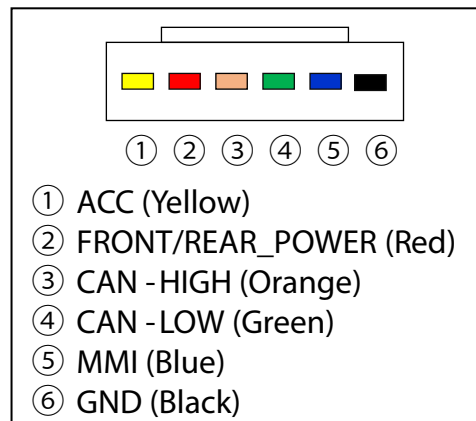 ① ② ③ ④ ⑤ ⑥
① ACC (Yellow)
② FRONT/REAR_POWER (Red)
③ CAN -HIGH (Orange)
④ CAN -LOW (Green)
⑤ MMI (Blue)
⑥ GND (Black)